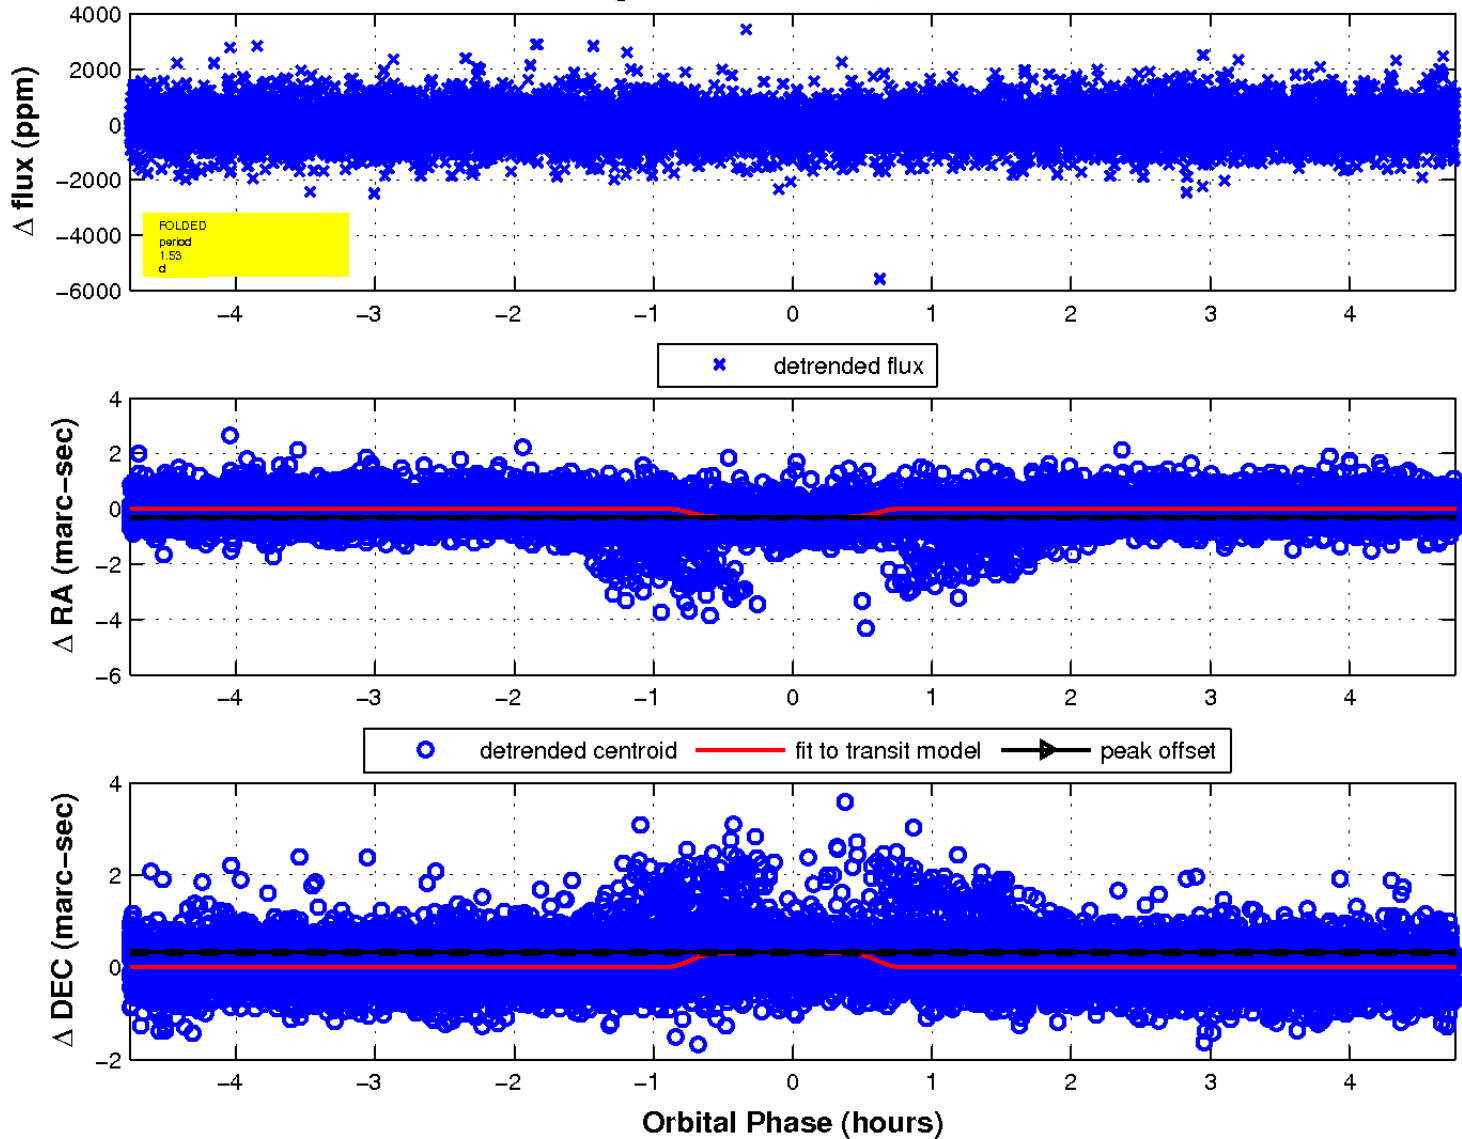 4000
2000
0
−2000
−4000
−6000
Δ flux (ppm)
FOLDED
period
1.53
d
−4 −3 −2 −1 0 1 2 3 4
detrended flux
4
2
0
−2
−4
−6
Δ RA (marc−sec)
−4 −3 −2 −1 0 1 2 3 4
detrended centroid fit to transit model peak offset
4
2
0
−2
Δ DEC (marc−sec)
−4 −3 −2 −1 0 1 2 3 4
Orbital Phase (hours)